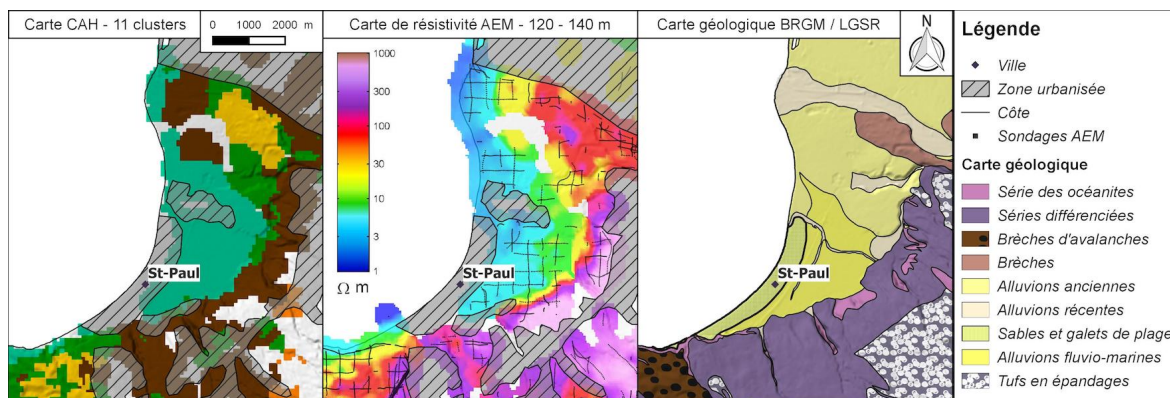 Carte CAH - 11 clusters
0 1000 2000 m
Carte de résistivité AEM - 120 - 140 m
Carte géologique BRGM / LGSR
N
1000
300
100
30
10
3
1
Ω m
St-Paul
St-Paul
St-Paul
Légende
Ville
Zone urbanisée
Côte
Sondages AEM
Carte géologique
Série des océanites
Séries différenciées
Brèches d'avalanches
Brèches
Alluvions anciennes
Alluvions récentes
Sables et galets de plage
Alluvions fluvio-marines
Tufs en épandages